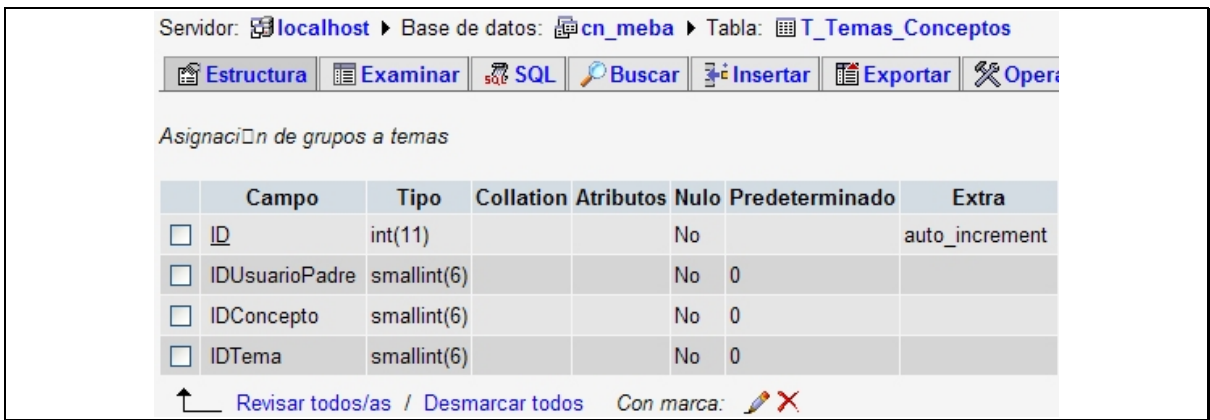 Servidor: localhost Base de datos: cn_meba Tabla: T_Temas_Conceptos
Estructura Examinar SQL Buscar Insertar Exportar Opera
Asignaci□n de grupos a temas
Campo Tipo Collation Atributos Nulo Predeterminado Extra
ID int(11) No auto_increment
IDUsuarioPadre smallint(6) No 0
IDConcepto smallint(6) No 0
IDTema smallint(6) No 0
Revisar todos/as / Desmarcar todos Con marca: